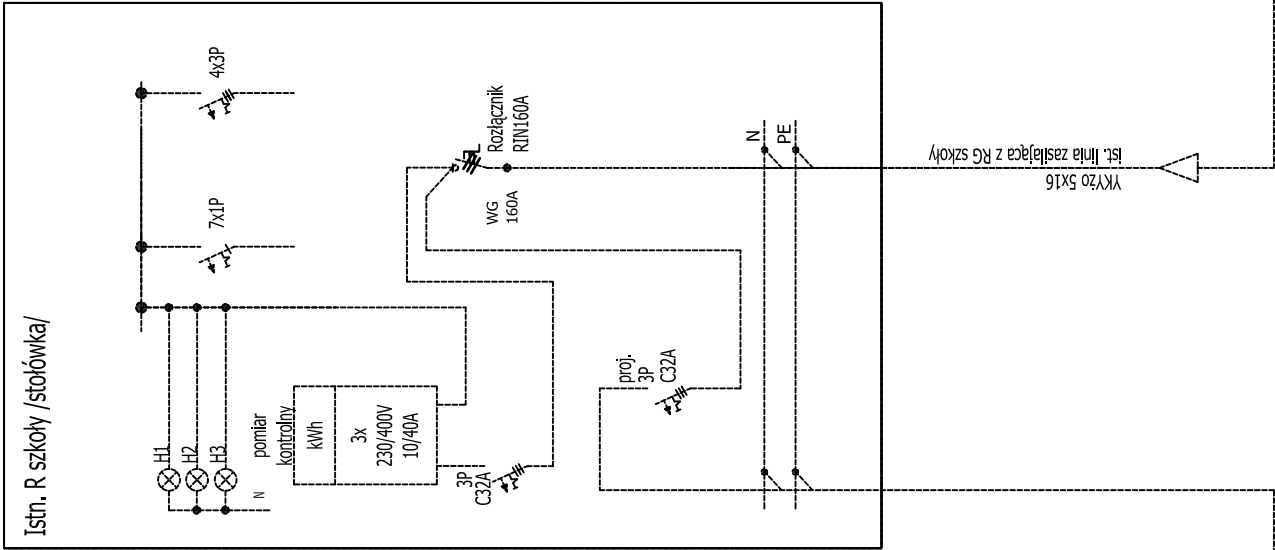 Istn. R szkoły /stołówka/
4x3P
7x1P
Rozłącznik
RIN160A
WG
160A
N
PE
YKYżo 5x16
ist. linia zasilająca z RG szkoły
H1
H2
H3
N
pomiar
kontrolny
kWh
3x
230/400V
10/40A
3P
C32A
proj.
3P
C32A